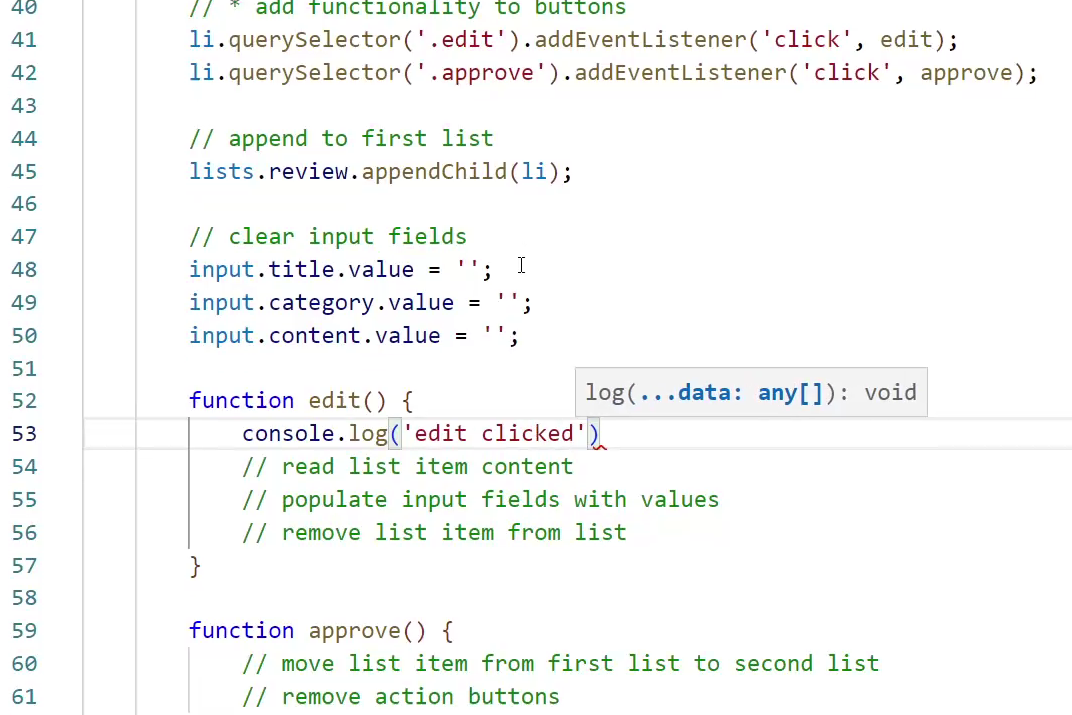 40 // * add functionality to buttons
41 li.querySelector('.edit').addEventListener('click', edit);
42 li.querySelector('.approve').addEventListener('click', approve);
43
44 // append to first list
45 lists.review.appendChild(li);
46
47 // clear input fields
48 input.title.value = '';
49 input.category.value = '';
50 input.content.value = '';
51
log(...data: any[]): void
52 function edit() {
53 console.log('edit clicked')
54 // read list item content
55 // populate input fields with values
56 // remove list item from list
57 }
58
59 function approve() {
60 // move list item from first list to second list
61 // remove action buttons